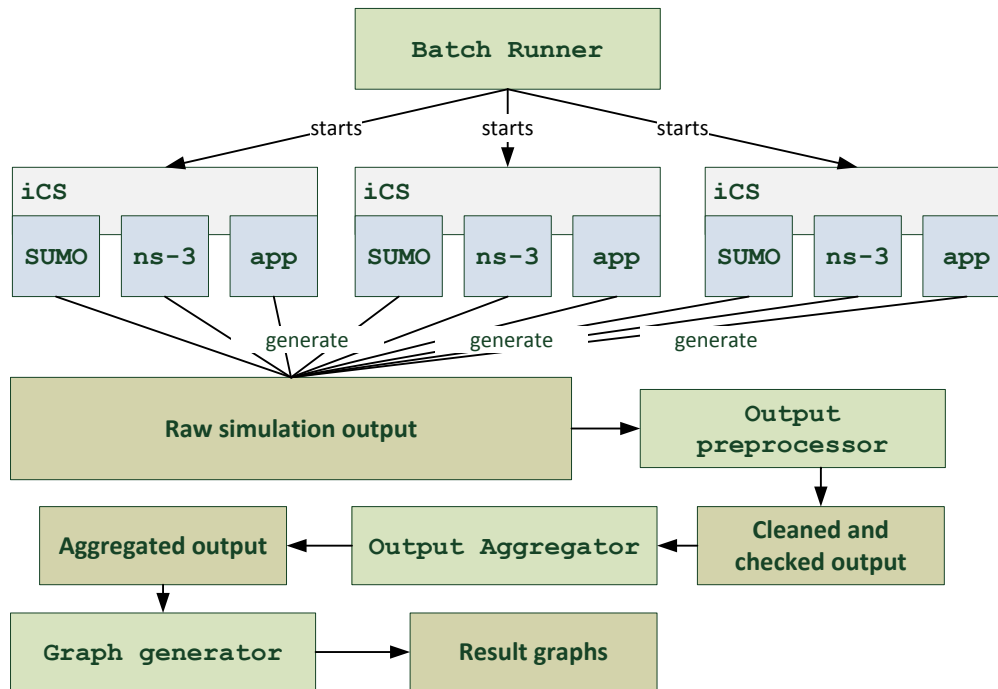 Batch Runner
starts starts starts
iCS iCS iCS
SUMO ns-3 app SUMO ns-3 app SUMO ns-3 app
generate generate generate
Raw simulation output
Output
preprocessor
Aggregated output
Output Aggregator
Cleaned and
checked output
Graph generator
Result graphs